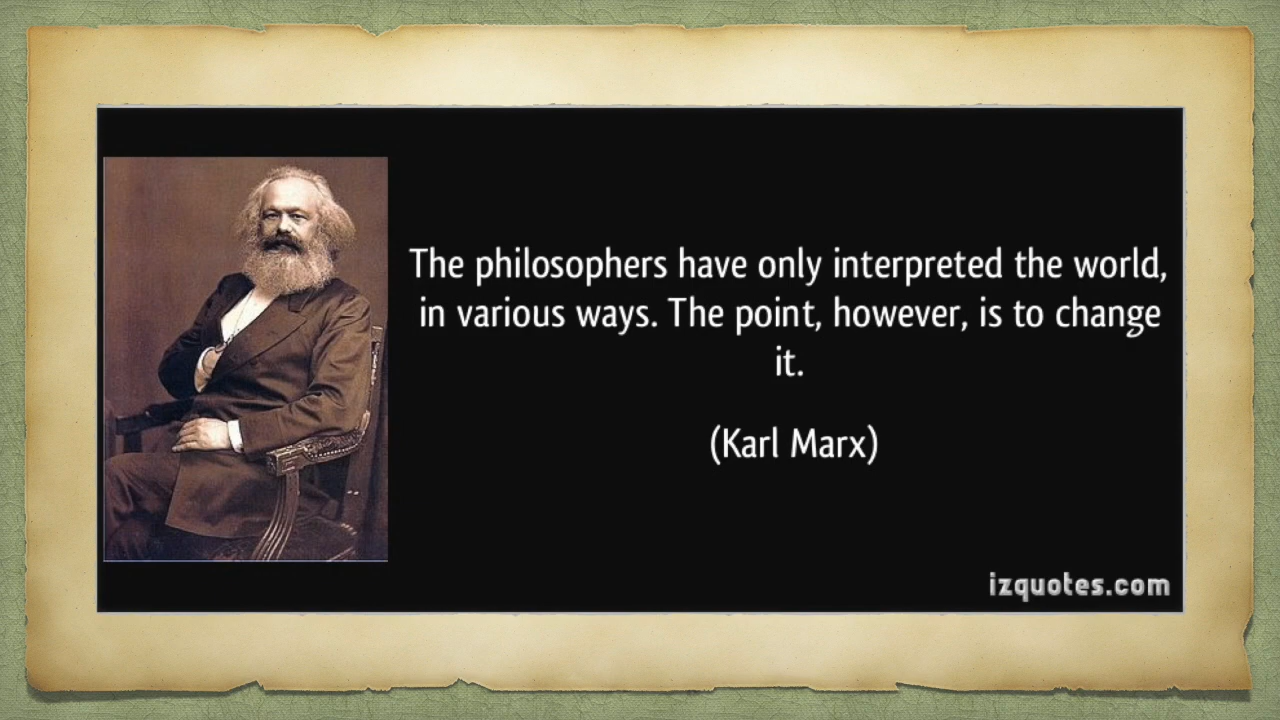 The philosophers have only interpreted the world,
in various ways. The point, however, is to change
it.
(Karl Marx)
izquotes.com